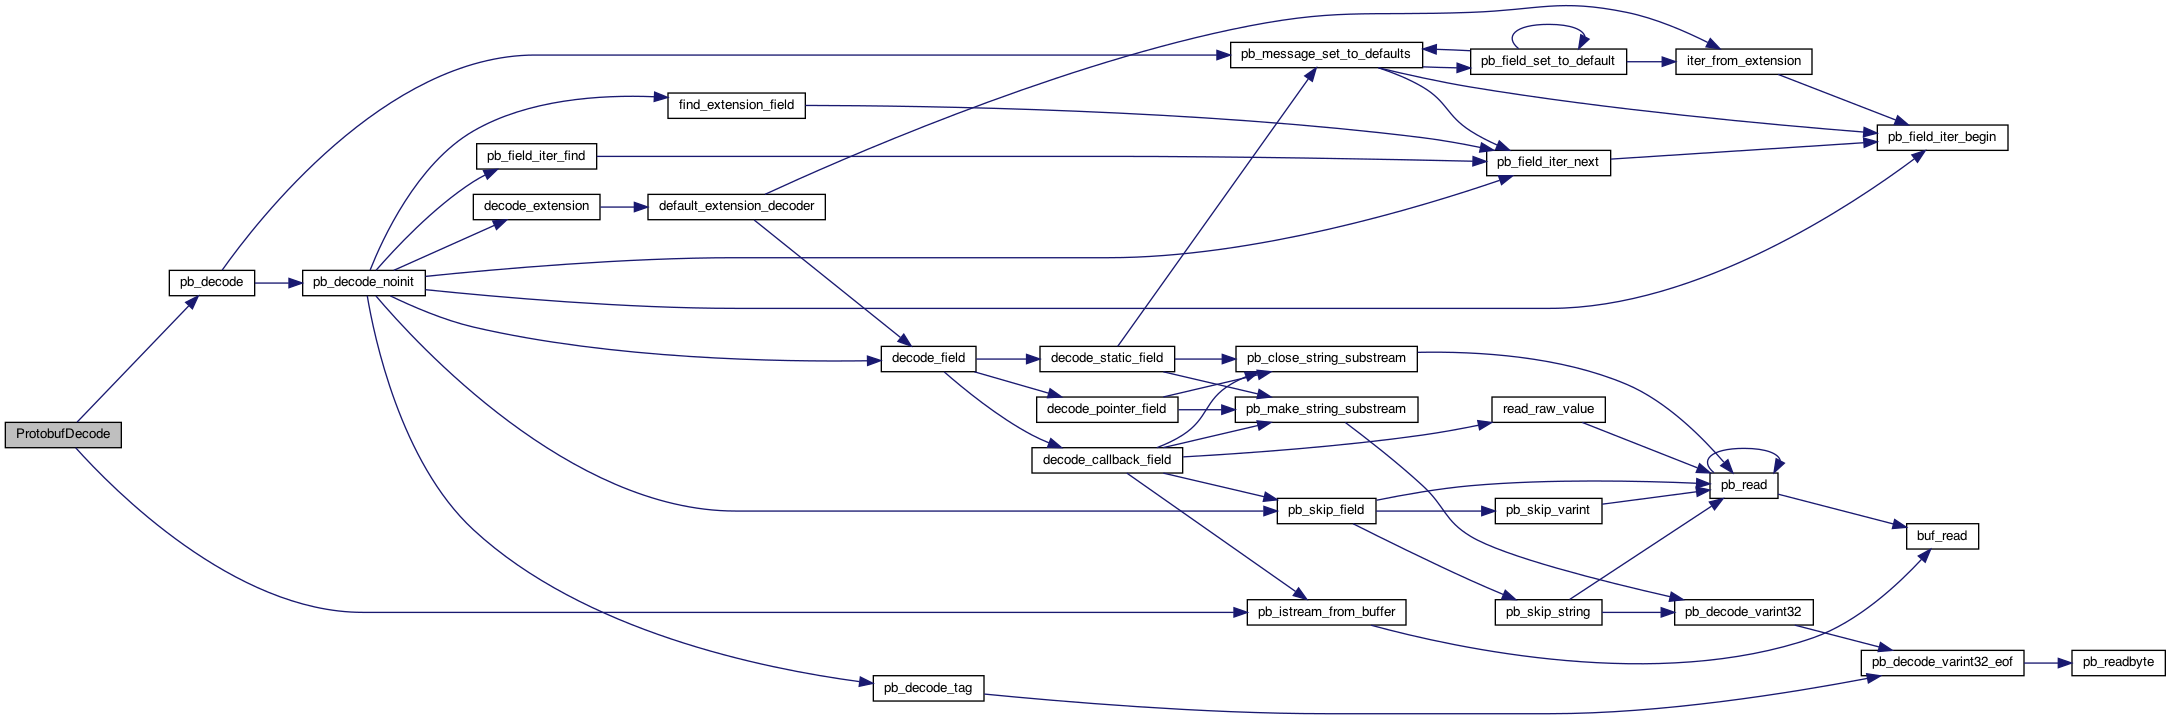 ProtobufDecode
pb_decode
pb_decode_noinit
find_extension_field
pb_field_iter_find
decode_extension
default_extension_decoder
decode_field
pb_decode_tag
decode_static_field
decode_pointer_field
decode_callback_field
pb_message_set_to_defaults
pb_close_string_substream
pb_make_string_substream
pb_skip_field
pb_istream_from_buffer
pb_field_set_to_default
pb_field_iter_next
read_raw_value
pb_skip_varint
pb_skip_string
iter_from_extension
pb_read
pb_decode_varint32
pb_field_iter_begin
buf_read
pb_decode_varint32_eof
pb_readbyte